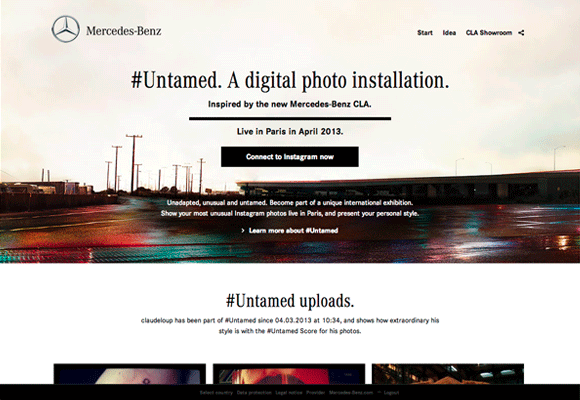 Mercedes-Benz
Start Idea CLA Showroom
#Untamed. A digital photo installation.
Inspired by the new Mercedes-Benz CLA.
Live in Paris in April 2013.
Connect to Instagram now
Unadapted, unusual and untamed. Become part of a unique international exhibition.
Show your most unusual Instagram photos live in Paris, and present your personal style.
> Learn more about #Untamed
#Untamed uploads.
claudeloup has been part of #Untamed since 04.03.2013 at 10:34, and shows how extraordinary his
style is with the #Untamed Score for his photos.
Select country Data protection Legal notice Provider Mercedes-Benz.com Logout